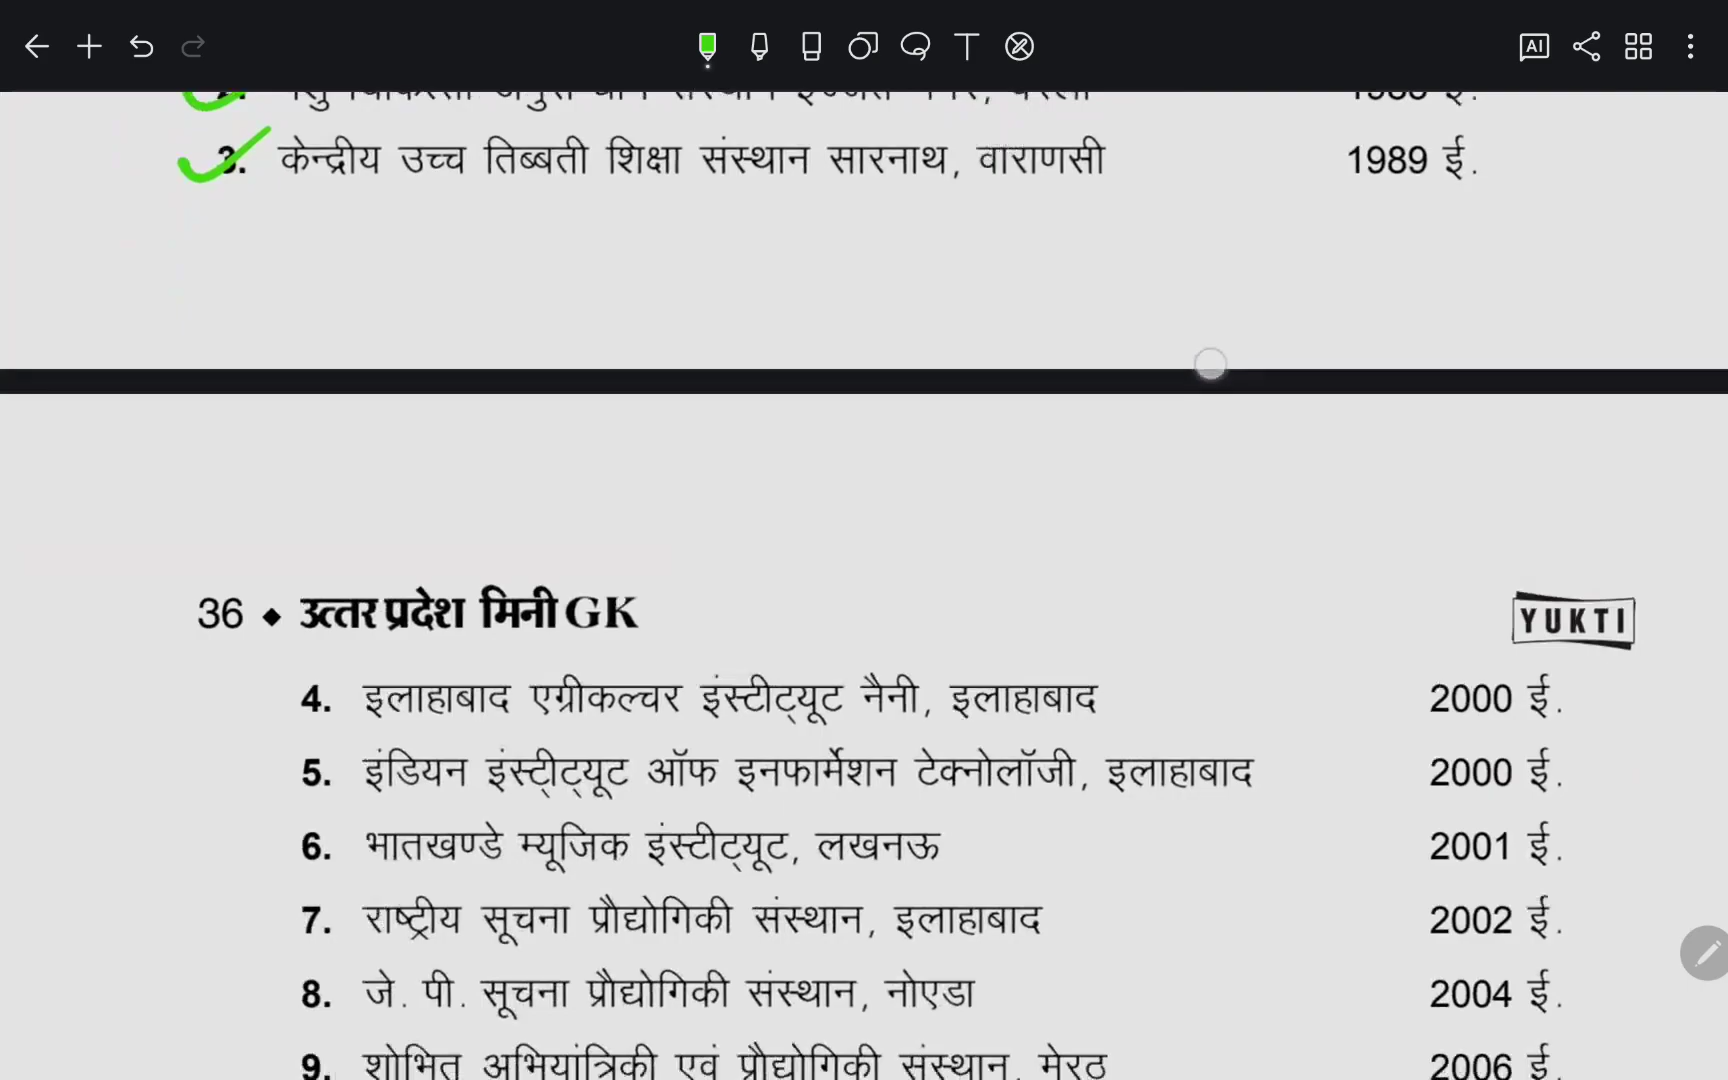 AI
3. केन्द्रीय उच्च तिब्बती शिक्षा संस्थान सारनाथ, वाराणसी 1989 ई.
36 ◆ उत्तर प्रदेश मिनी GK YUKTI
4. इलाहाबाद एग्रीकल्चर इंस्टीट्यूट नैनी, इलाहाबाद 2000 ई.
5. इंडियन इंस्टी्ट्यूट ऑफ इनफार्मेशन टेक्नोलॉजी, इलाहाबाद 2000 ई.
6. भातखण्डे म्यूजिक इंस्टीट्यूट, लखनऊ 2001 ई.
7. राष्ट्रीय सूचना प्रौद्योगिकी संस्थान, इलाहाबाद 2002 ई.
8. जे. पी. सूचना प्रौद्योगिकी संस्थान, नोएडा 2004 ई.
9. शोभित अभियांत्रिकी एवं प्रौद्योगिकी संस्थान, मेरठ 2006 ई.